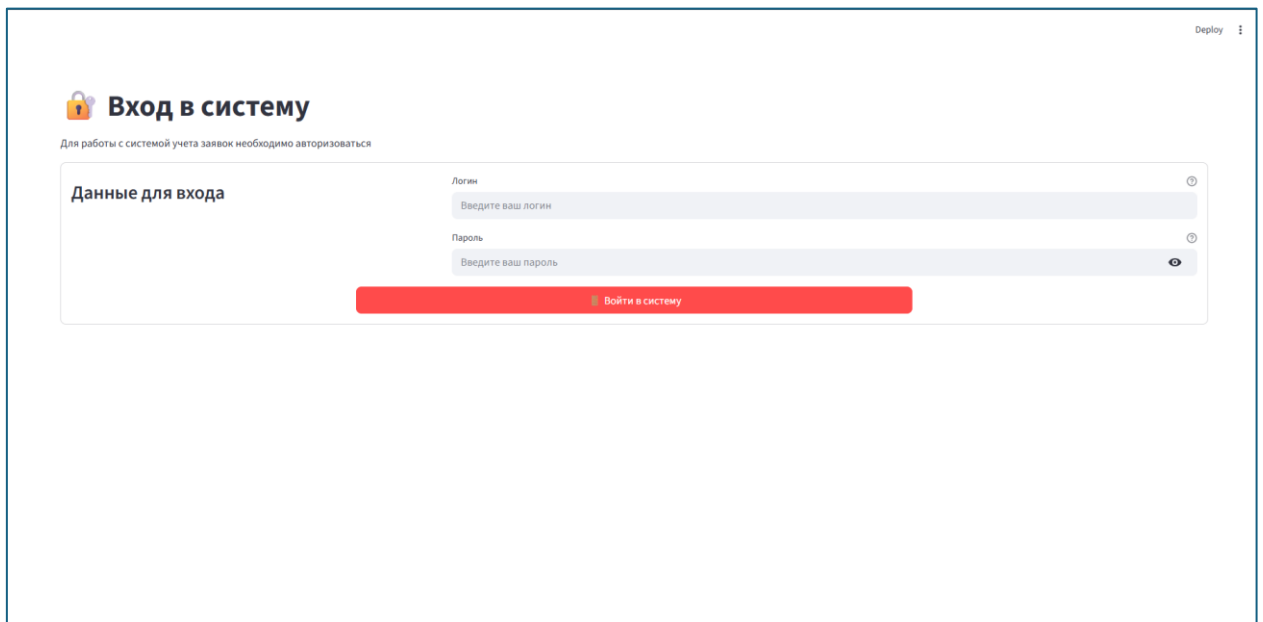 Deploy
Вход в систему
Для работы с системой учета заявок необходимо авторизоваться
Данные для входа
Логин
Введите ваш логин
Пароль
Введите ваш пароль
Войти в систему